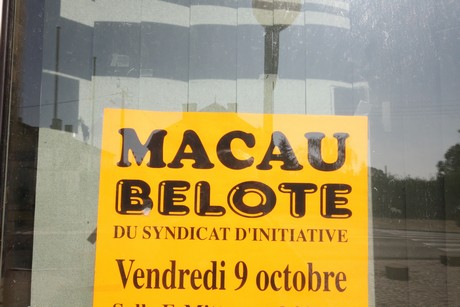 MACAU
BELOTE
DU SYNDICAT D'INITIATIVE
Vendredi 9 octobre